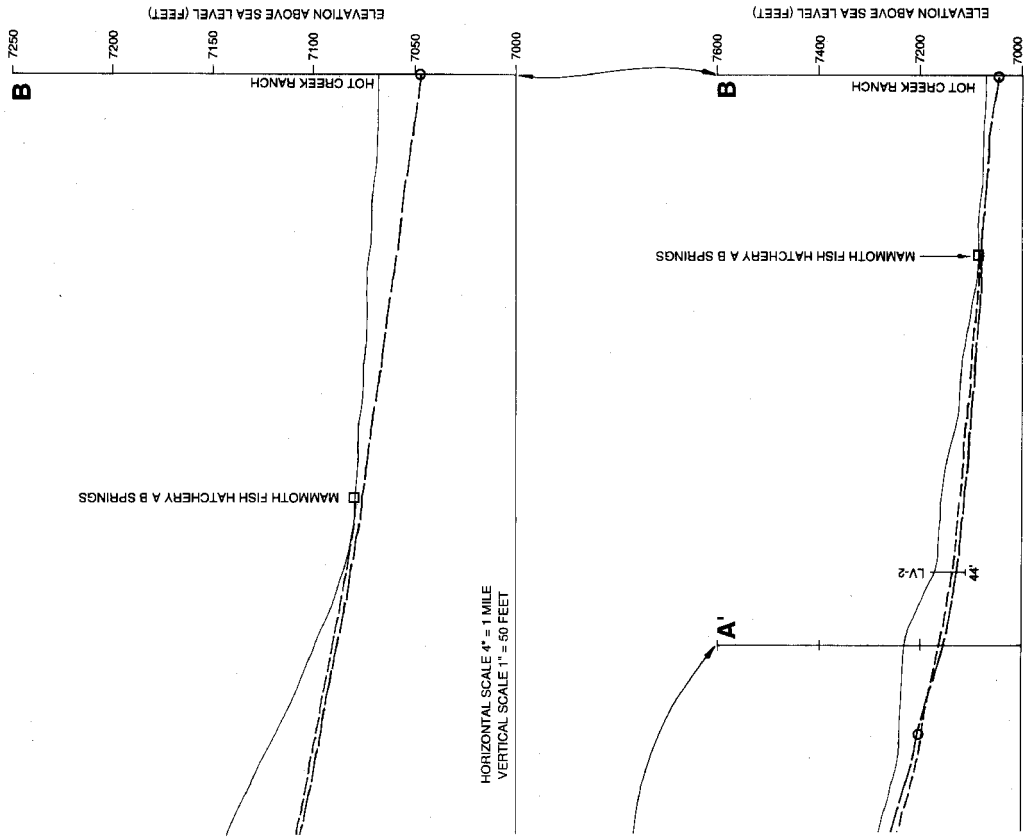 B
7250
7200
7150
7100
7050
7000
ELEVATION ABOVE SEA LEVEL (FEET)
HOT CREEK RANCH
MAMMOTH FISH HATCHERY A B SPRINGS
HORIZONTAL SCALE 4" = 1 MILE
VERTICAL SCALE 1" = 50 FEET
A'
B
7600
7400
7200
7000
ELEVATION ABOVE SEA LEVEL (FEET)
HOT CREEK RANCH
MAMMOTH FISH HATCHERY A B SPRINGS
LV-2
44'